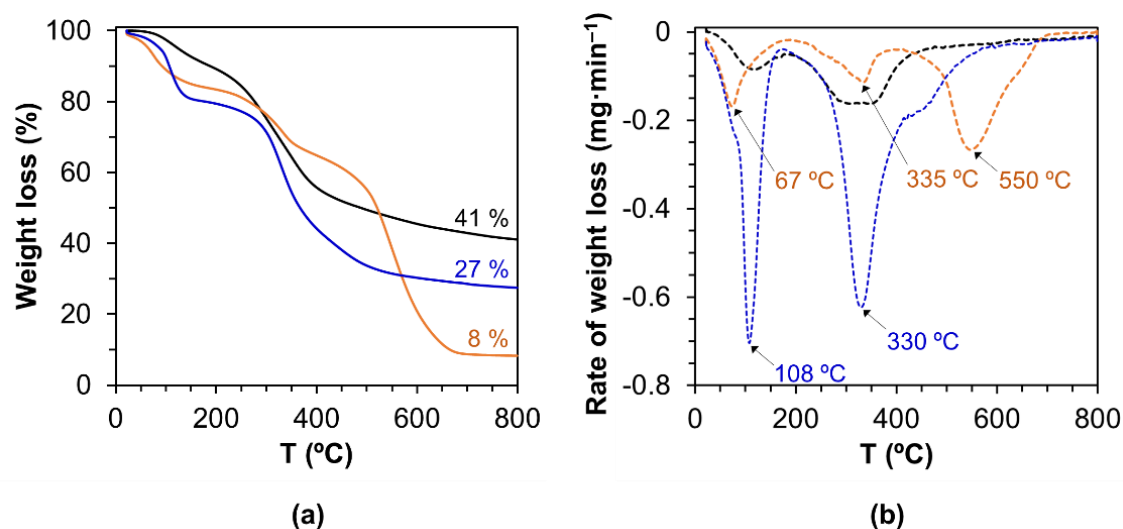 100
80
60
40
20
0
Weight loss (%)
41 %
27 %
8 %
0 200 400 600 800
T (ºC)
(a)
0
-0.2
-0.4
-0.6
-0.8
Rate of weight loss (mg·min⁻¹)
67 ºC
335 ºC
550 ºC
330 ºC
108 ºC
0 200 400 600 800
T (ºC)
(b)